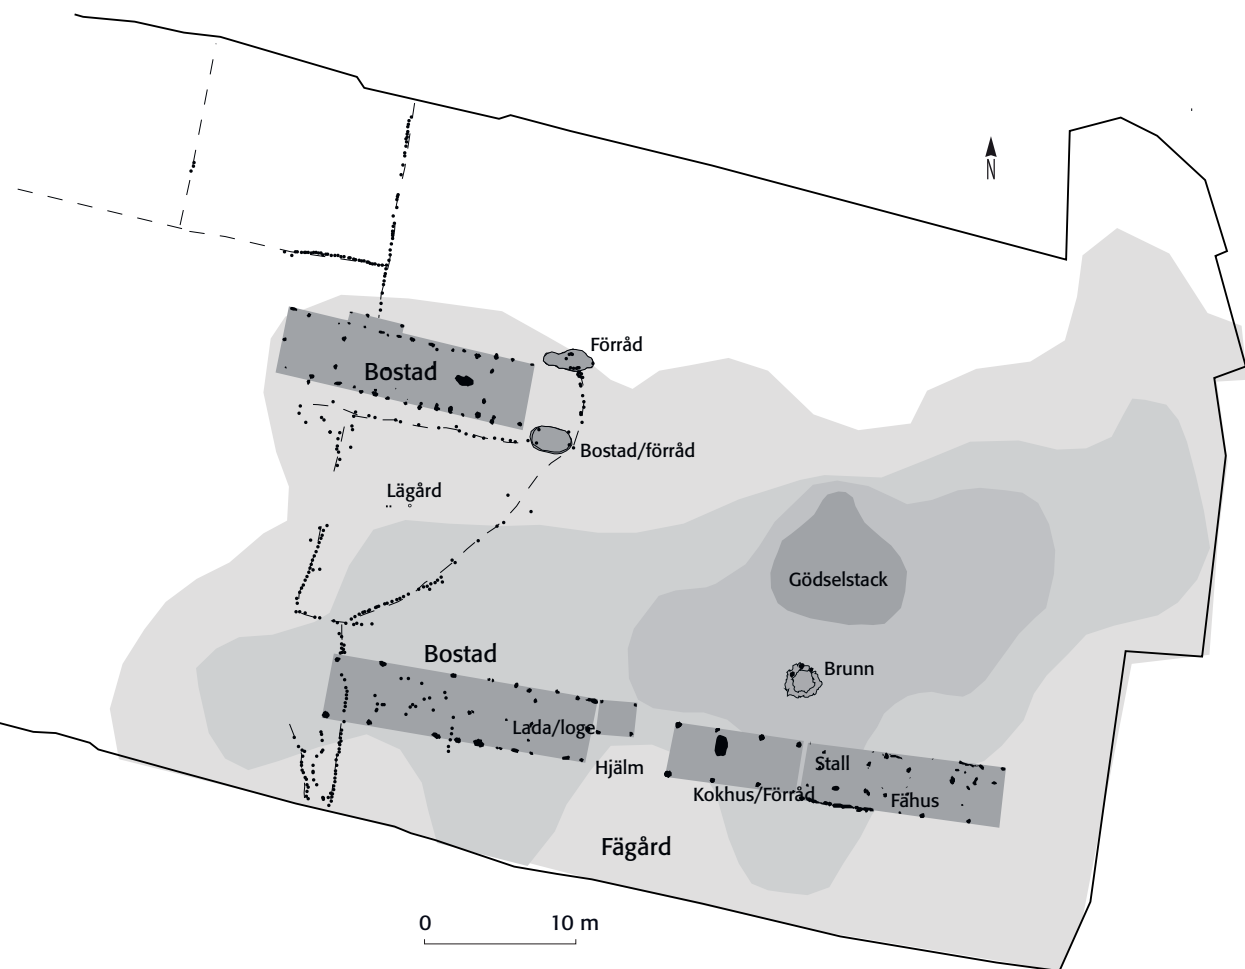 N
Förråd
Bostad
Bostad/förråd
Lägård
Gödselstack
Bostad
Brunn
Lada/loge
Stall
Hjälm
Kokhus/Förråd
Fähus
Fägård
0 10 m